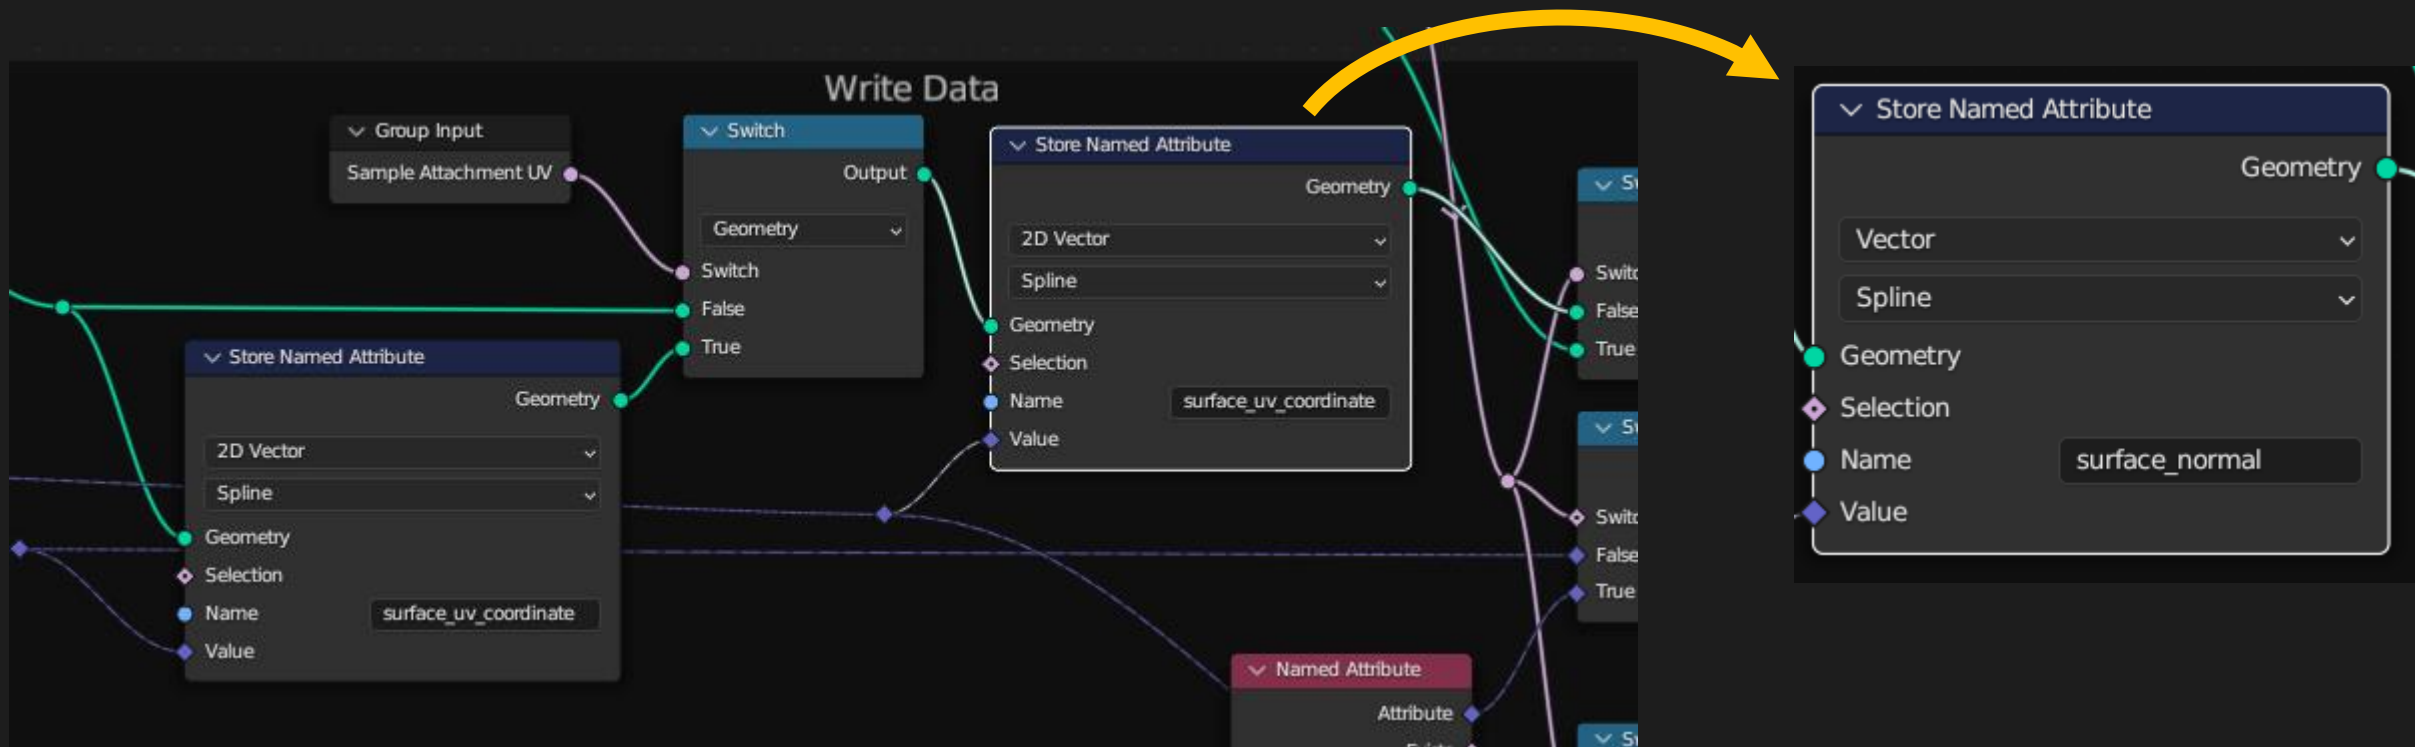 Write Data
Group Input
Sample Attachment UV
Switch
Output
Geometry
Switch
False
True
Store Named Attribute
Geometry
2D Vector
Spline
Geometry
Selection
Name surface_uv_coordinate
Value
Store Named Attribute
Geometry
2D Vector
Spline
Geometry
Selection
Name surface_uv_coordinate
Value
False
True
False
True
Named Attribute
Attribute
Store Named Attribute
Geometry
Vector
Spline
Geometry
Selection
Name surface_normal
Value